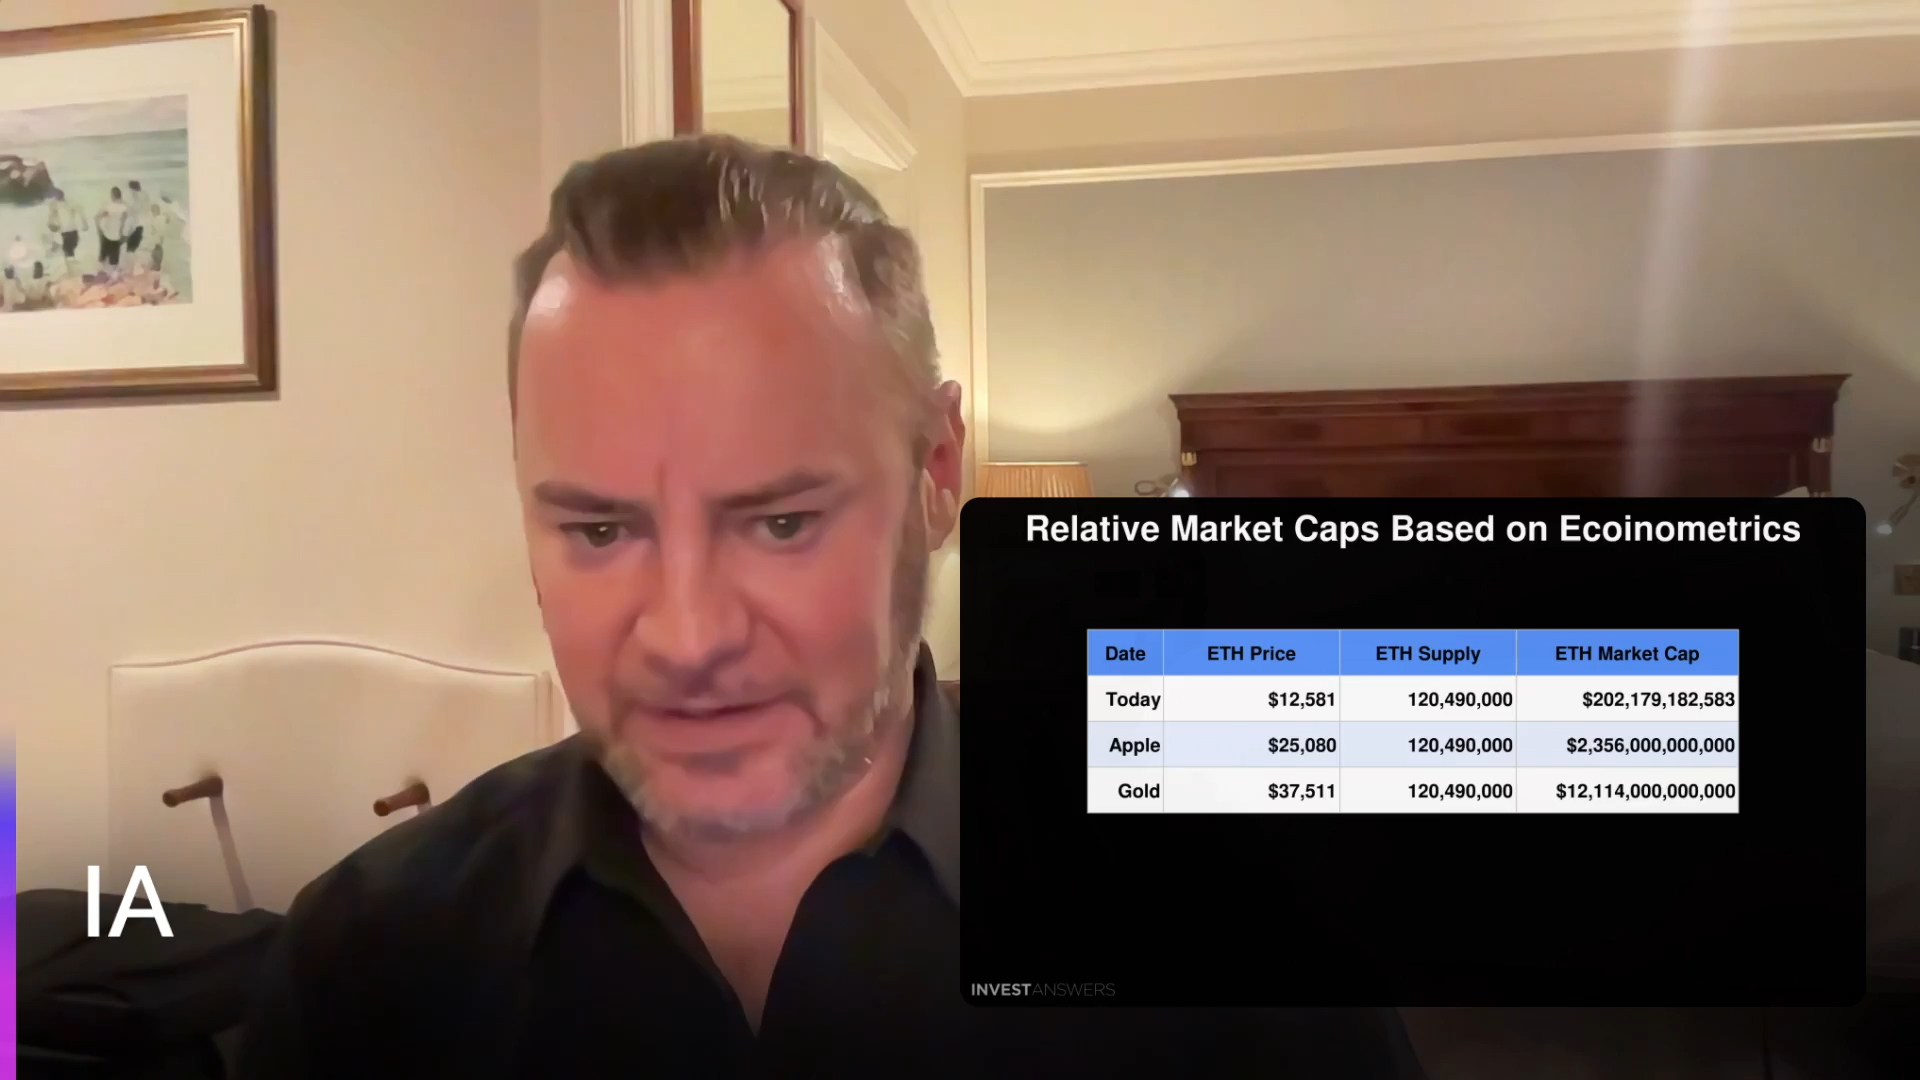 Relative Market Caps Based on Ecoinometrics
Date ETH Price ETH Supply ETH Market Cap
Today $12,581 120,490,000 $202,179,182,583
Apple $25,080 120,490,000 $2,356,000,000,000
Gold $37,511 120,490,000 $12,114,000,000,000
IA
INVESTANSWERS